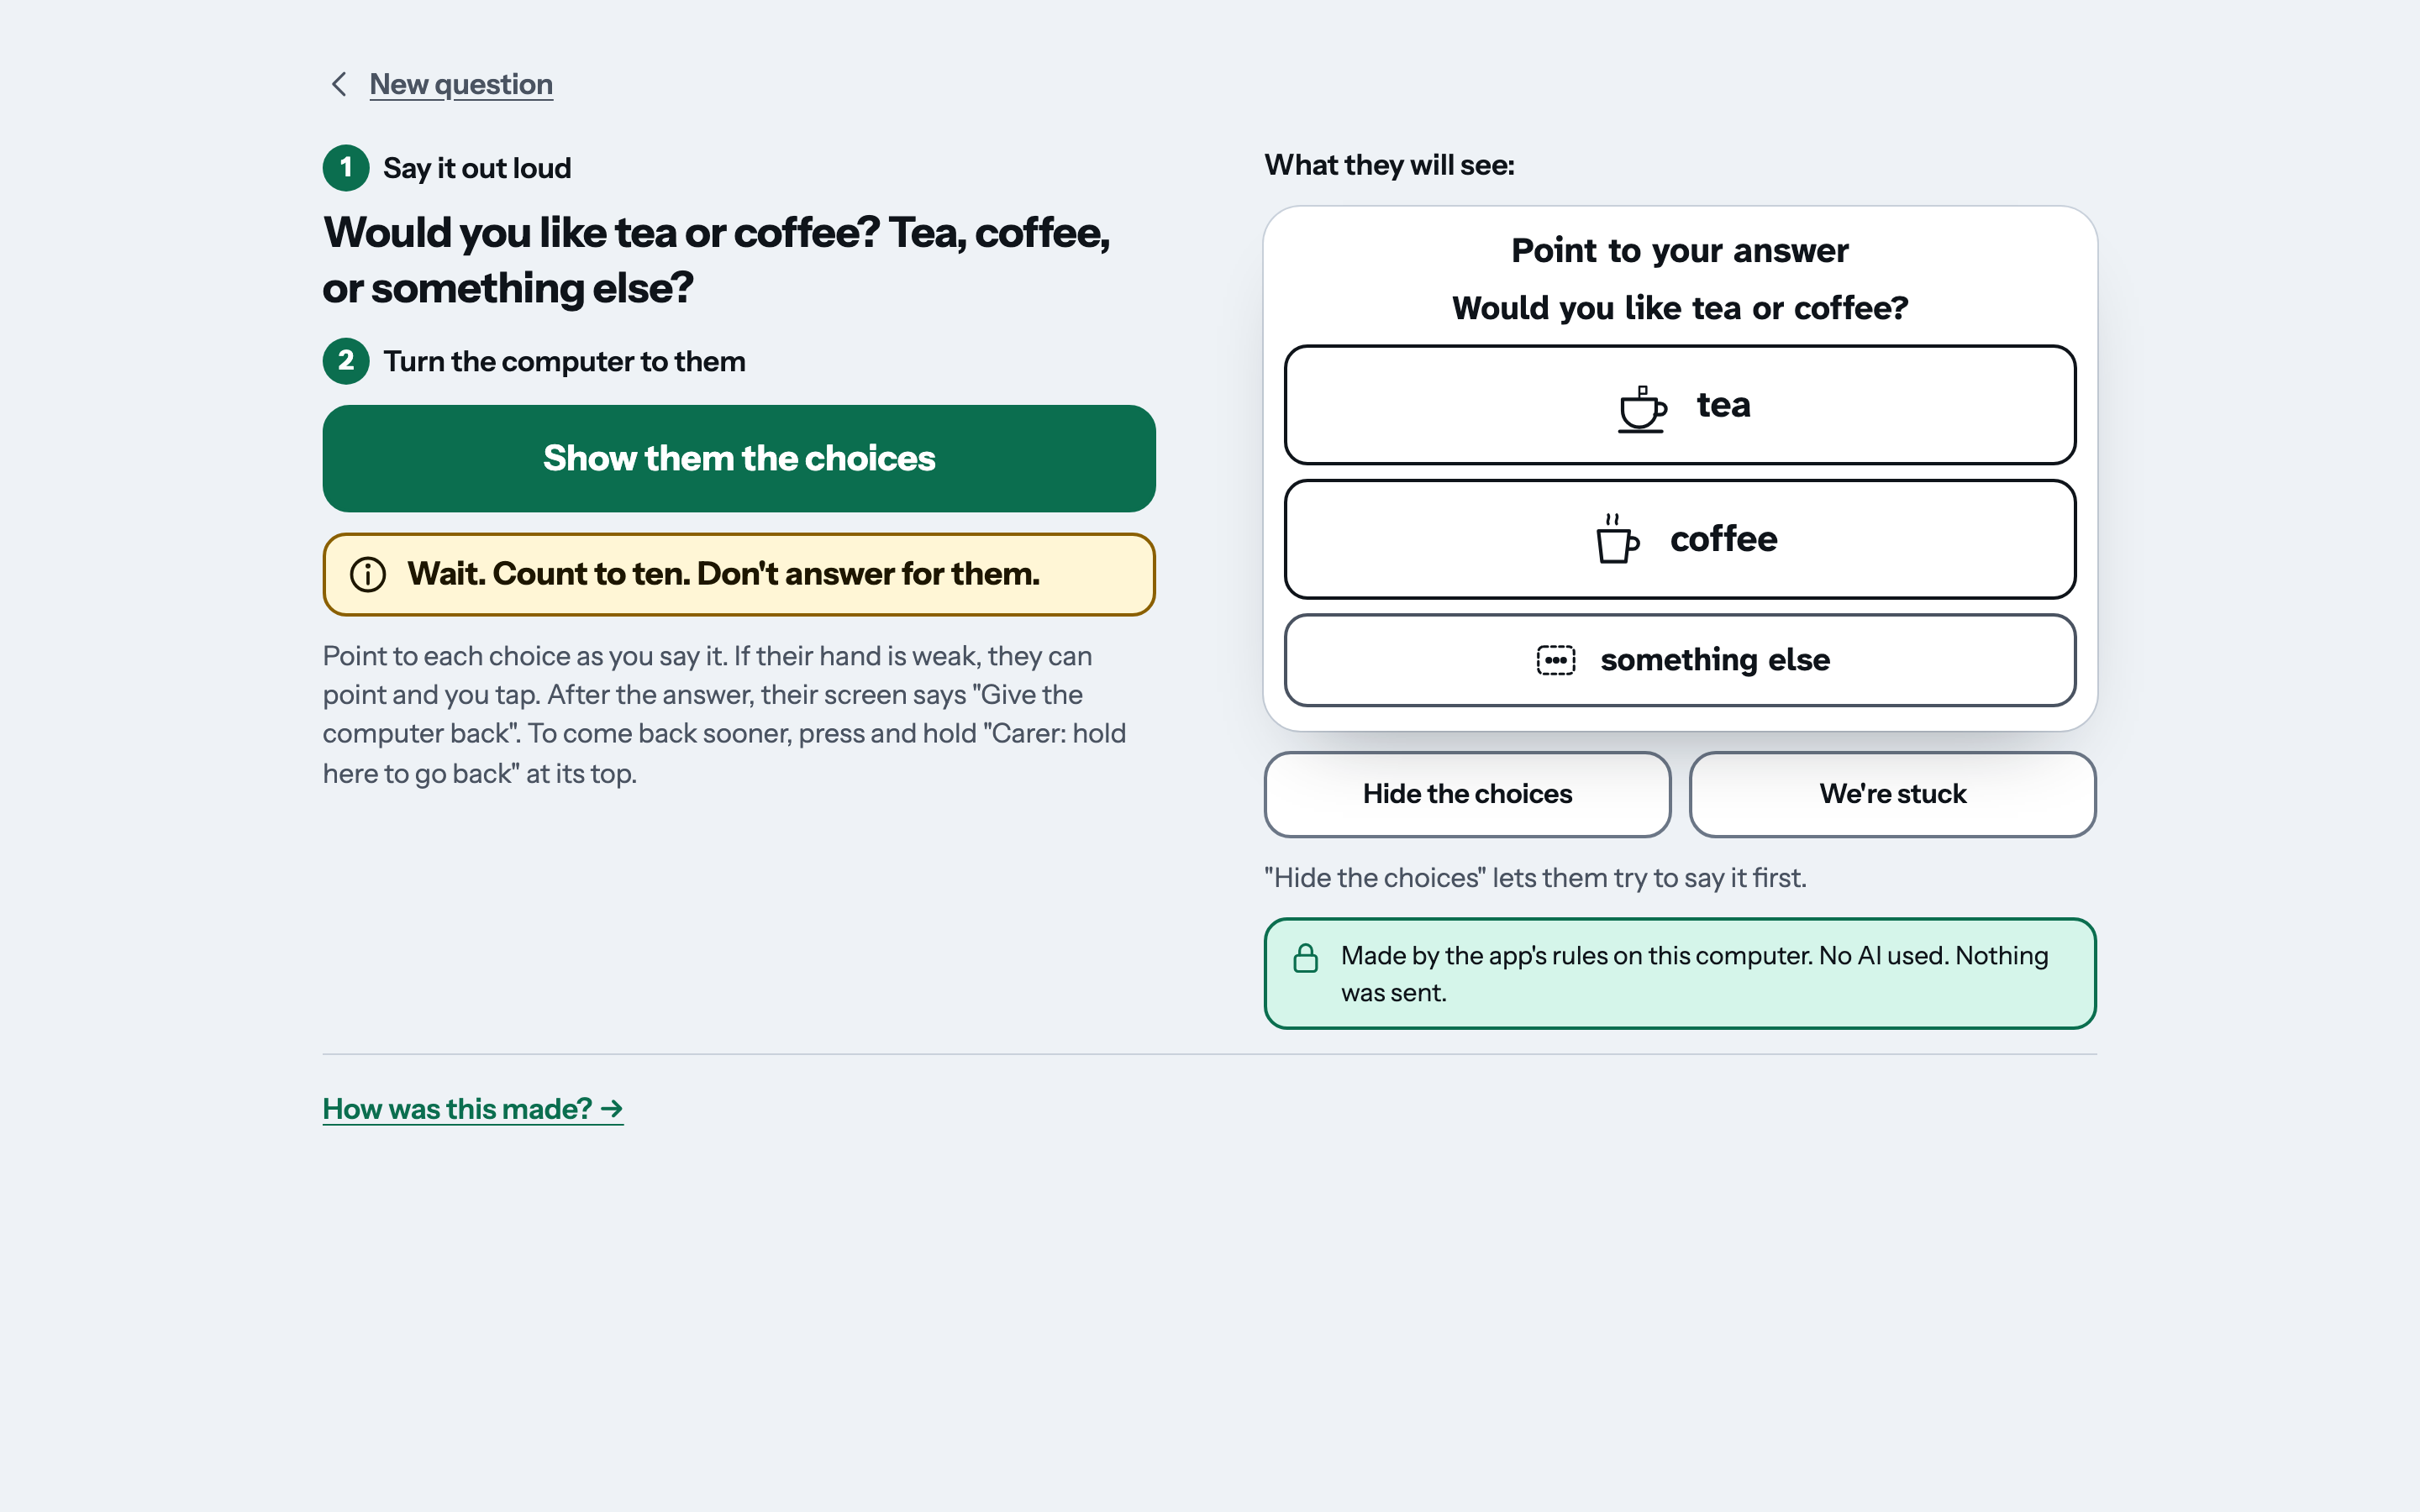 New question
1 Say it out loud
Would you like tea or coffee? Tea, coffee,
or something else?
2 Turn the computer to them
Show them the choices
Wait. Count to ten. Don't answer for them.
Point to each choice as you say it. If their hand is weak, they can
point and you tap. After the answer, their screen says "Give the
computer back". To come back sooner, press and hold "Carer: hold
here to go back" at its top.
What they will see:
Point to your answer
Would you like tea or coffee?
tea
coffee
something else
Hide the choices
We're stuck
"Hide the choices" lets them try to say it first.
Made by the app's rules on this computer. No AI used. Nothing
was sent.
How was this made? →